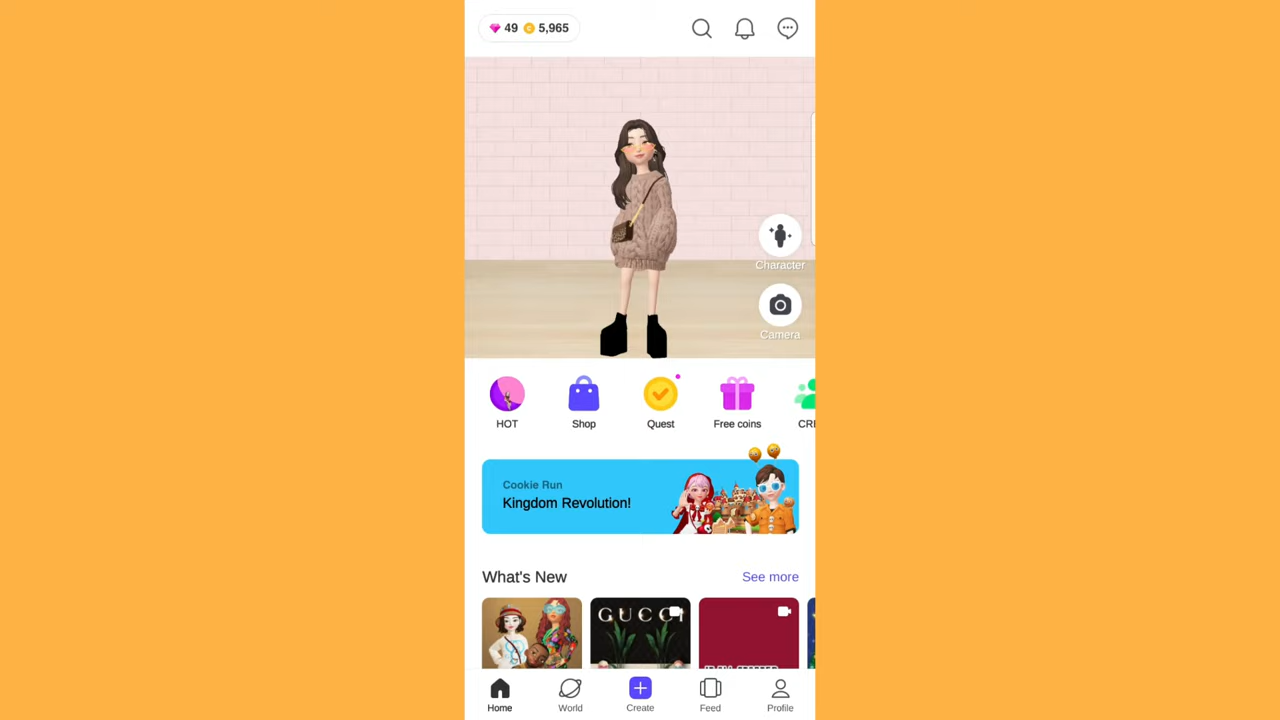 49 5,965
Character
Camera
HOT
Shop
Quest
Free coins
CRE
Cookie Run
Kingdom Revolution!
What's New
See more
GUCCI
Home
World
Create
Feed
Profile